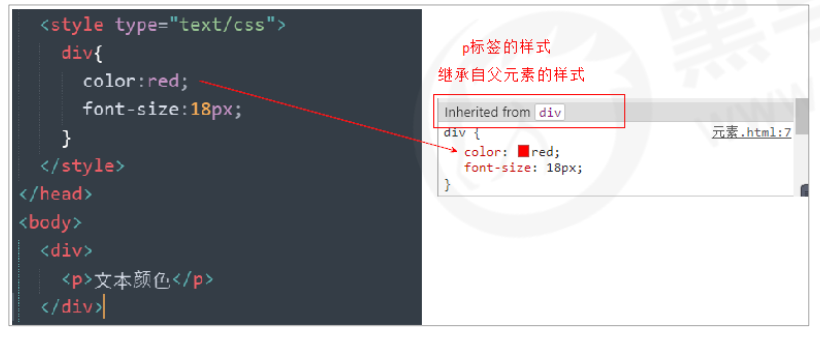 <style type="text/css">
div{
color:red;
font-size:18px;
}
</style>
</head>
<body>
<div>
<p>文本颜色</p>
</div>
p标签的样式
继承自父元素的样式
Inherited from div
div {
元素.html:7
color: red;
font-size: 18px;
}